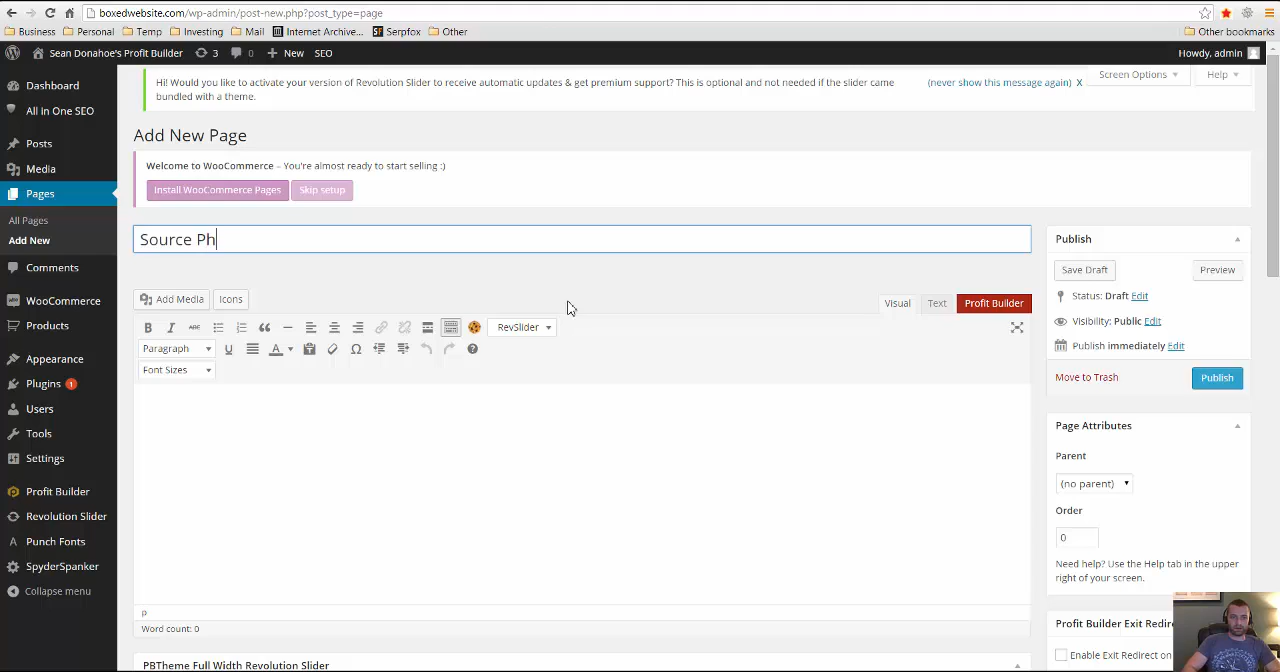 boxedwebsite.com/wp-admin/post-new.php?post_type=page
Business Personal Temp Investing Mail Internet Archive... Serpfox Other Other bookmarks
Sean Donahoe's Profit Builder 3 0 New SEO Howdy, admin
Dashboard
All in One SEO
Posts
Media
Pages
All Pages
Add New
Comments
WooCommerce
Products
Appearance
Plugins 1
Users
Tools
Settings
Profit Builder
Revolution Slider
Punch Fonts
SpyderSpanker
Collapse menu
Hi! Would you like to activate your version of Revolution Slider to receive automatic updates & get premium support? This is optional and not needed if the slider came
bundled with a theme.
(never show this message again) X
Screen Options Help
Add New Page
Welcome to WooCommerce – You're almost ready to start selling :)
Install WooCommerce Pages Skip setup
Source Ph
Add Media Icons
Visual Text Profit Builder
B I ABC RevSlider
Paragraph U A Ω ?
Font Sizes
p
Word count: 0
PBTheme Full Width Revolution Slider
Publish
Save Draft Preview
Status: Draft Edit
Visibility: Public Edit
Publish immediately Edit
Move to Trash Publish
Page Attributes
Parent
(no parent)
Order
0
Need help? Use the Help tab in the upper
right of your screen.
Profit Builder Exit Redire
Enable Exit Redirect on